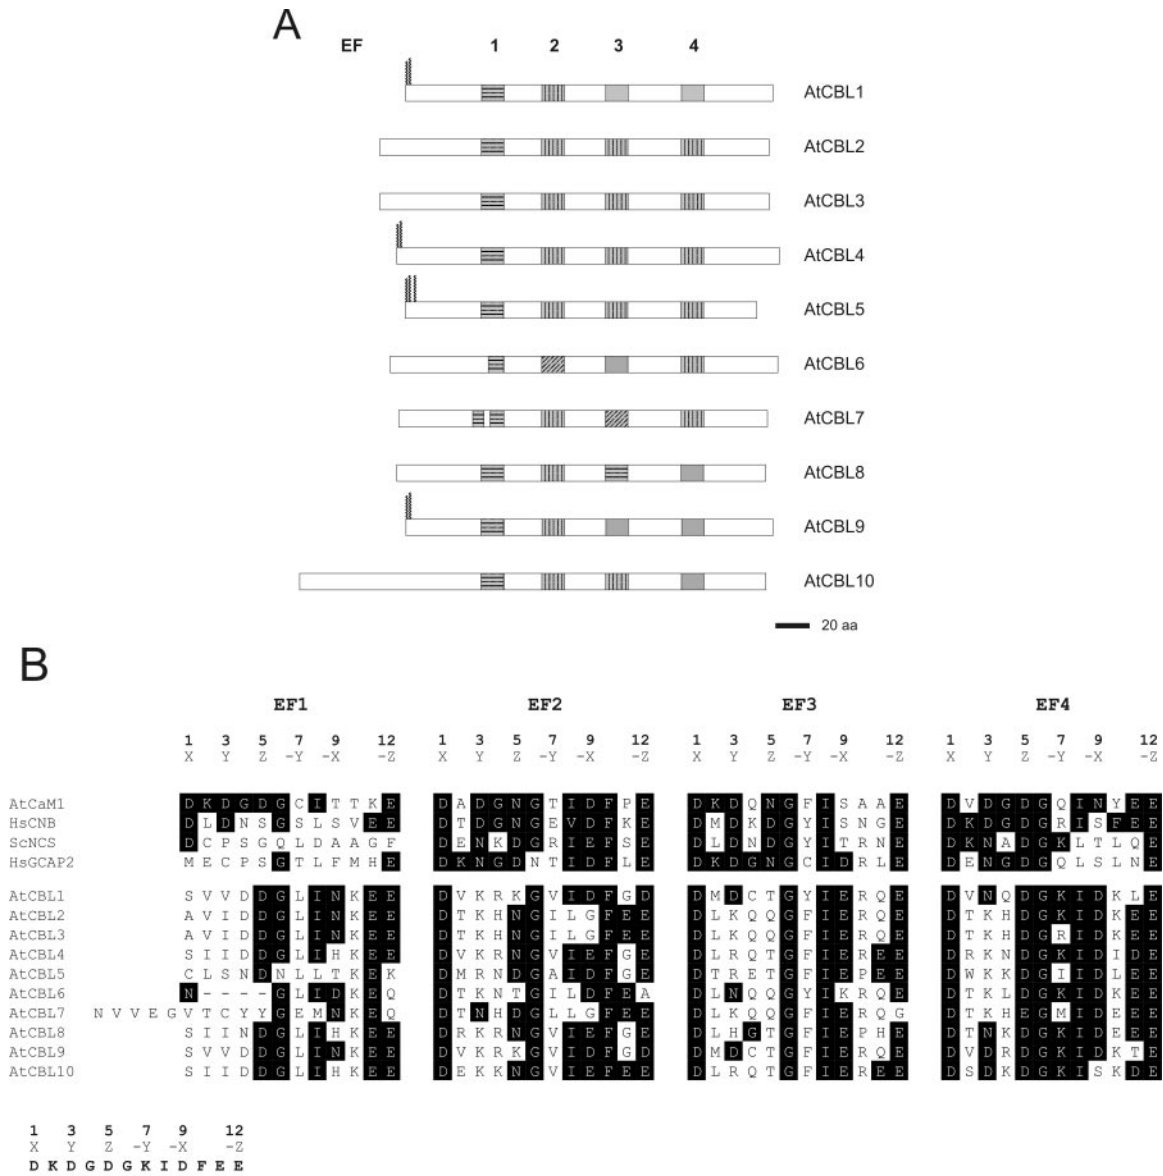 A
EF 1 2 3 4
AtCBL1
AtCBL2
AtCBL3
AtCBL4
AtCBL5
AtCBL6
AtCBL7
AtCBL8
AtCBL9
AtCBL10
20 aa
B
EF1 EF2 EF3 EF4
1 3 5 7 9 12 1 3 5 7 9 12 1 3 5 7 9 12 1 3 5 7 9 12
X Y Z -Y -X -Z X Y Z -Y -X -Z X Y Z -Y -X -Z X Y Z -Y -X -Z
AtCaM1 D K D G D G C I T T K E D A D G N G T I D F P E D K D Q N G F I S A A E D V D G D G Q I N Y E E
HsCNB D L D N S G S L S V E E D T D G N G E V D F K E D M D K D G Y I S N G E D K D G D G R I S F E E
ScNCS D C P S G Q L D A A G F D E N K D G R I E F S E D L D N D G Y I T R N E D K N A D G K L T L Q E
HsGCAP2 M E C P S G T L F M H E D K N G D N T I D F L E D K D G N G C I D R L E D E N G D G Q L S L N E
AtCBL1 S V V D D G L I N K E E D V K R K G V I D F G D D M D C T G Y I E R Q E D V N Q D G K I D K L E
AtCBL2 A V I D D G L I N K E E D T K H N G I L G F E E D L K Q Q G F I E R Q E D T K H D G K I D K E E
AtCBL3 A V I D D G L I N K E E D T K H N G I L G F E E D L K Q Q G F I E R Q E D T K H D G R I D K E E
AtCBL4 S I I D D G L I H K E E D V K R N G V I E F G E D L R Q T G F I E R E E D R K N D G K I D I D E
AtCBL5 C L S N D N L L T K E K D M R N D G A I D F G E D T R E T G F I E P E E D W K K D G I I D L E E
AtCBL6 N - - - - G L I D K E Q D T K N T G I L D F E A D L N Q Q G Y I K R Q E D T K L D G K I D K E E
AtCBL7 N V V E G V T C Y Y G E M N K E Q D T N H D G L L G F E E D L K Q Q G F I E R Q G D T K H E G M I D E E E
AtCBL8 S I I N D G L I H K E E D R K R N G V I E F G E D L H G T G F I E P H E D T N K D G K I D E E E
AtCBL9 S V V D D G L I N K E E D V K R K G V I D F G D D M D C T G F I E R Q E D V D R D G K I D K T E
AtCBL10 S I I D D G L I H K E E D E K K N G V I E F E E D L R Q T G F I E R E E D S D K D G K I S K D E
1 3 5 7 9 12
X Y Z -Y -X -Z
D K D G D G K I D F E E